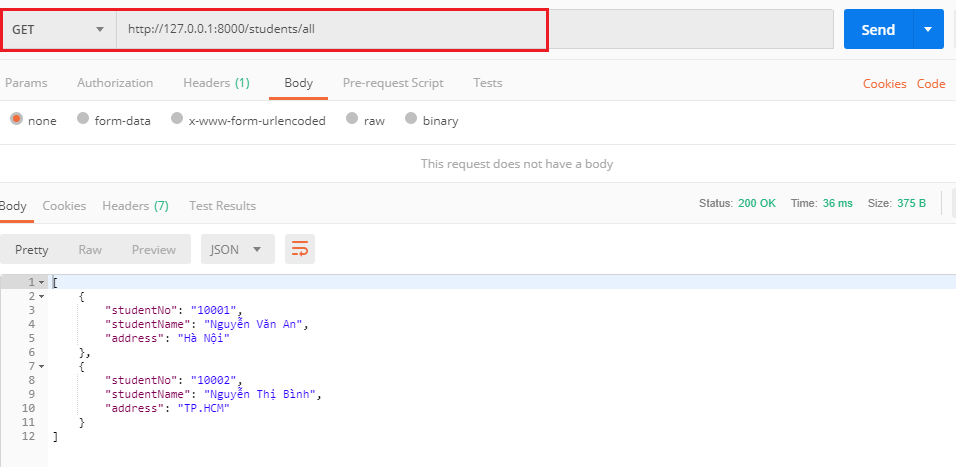 GET http://127.0.0.1:8000/students/all Send
Params Authorization Headers (1) Body Pre-request Script Tests Cookies Code
none form-data x-www-form-urlencoded raw binary
This request does not have a body
Body Cookies Headers (7) Test Results Status: 200 OK Time: 36 ms Size: 375 B
Pretty Raw Preview JSON
1 [
2 {
3 "studentNo": "10001",
4 "studentName": "Nguyễn Văn An",
5 "address": "Hà Nội"
6 },
7 {
8 "studentNo": "10002",
9 "studentName": "Nguyễn Thị Bình",
10 "address": "TP.HCM"
11 }
12 ]